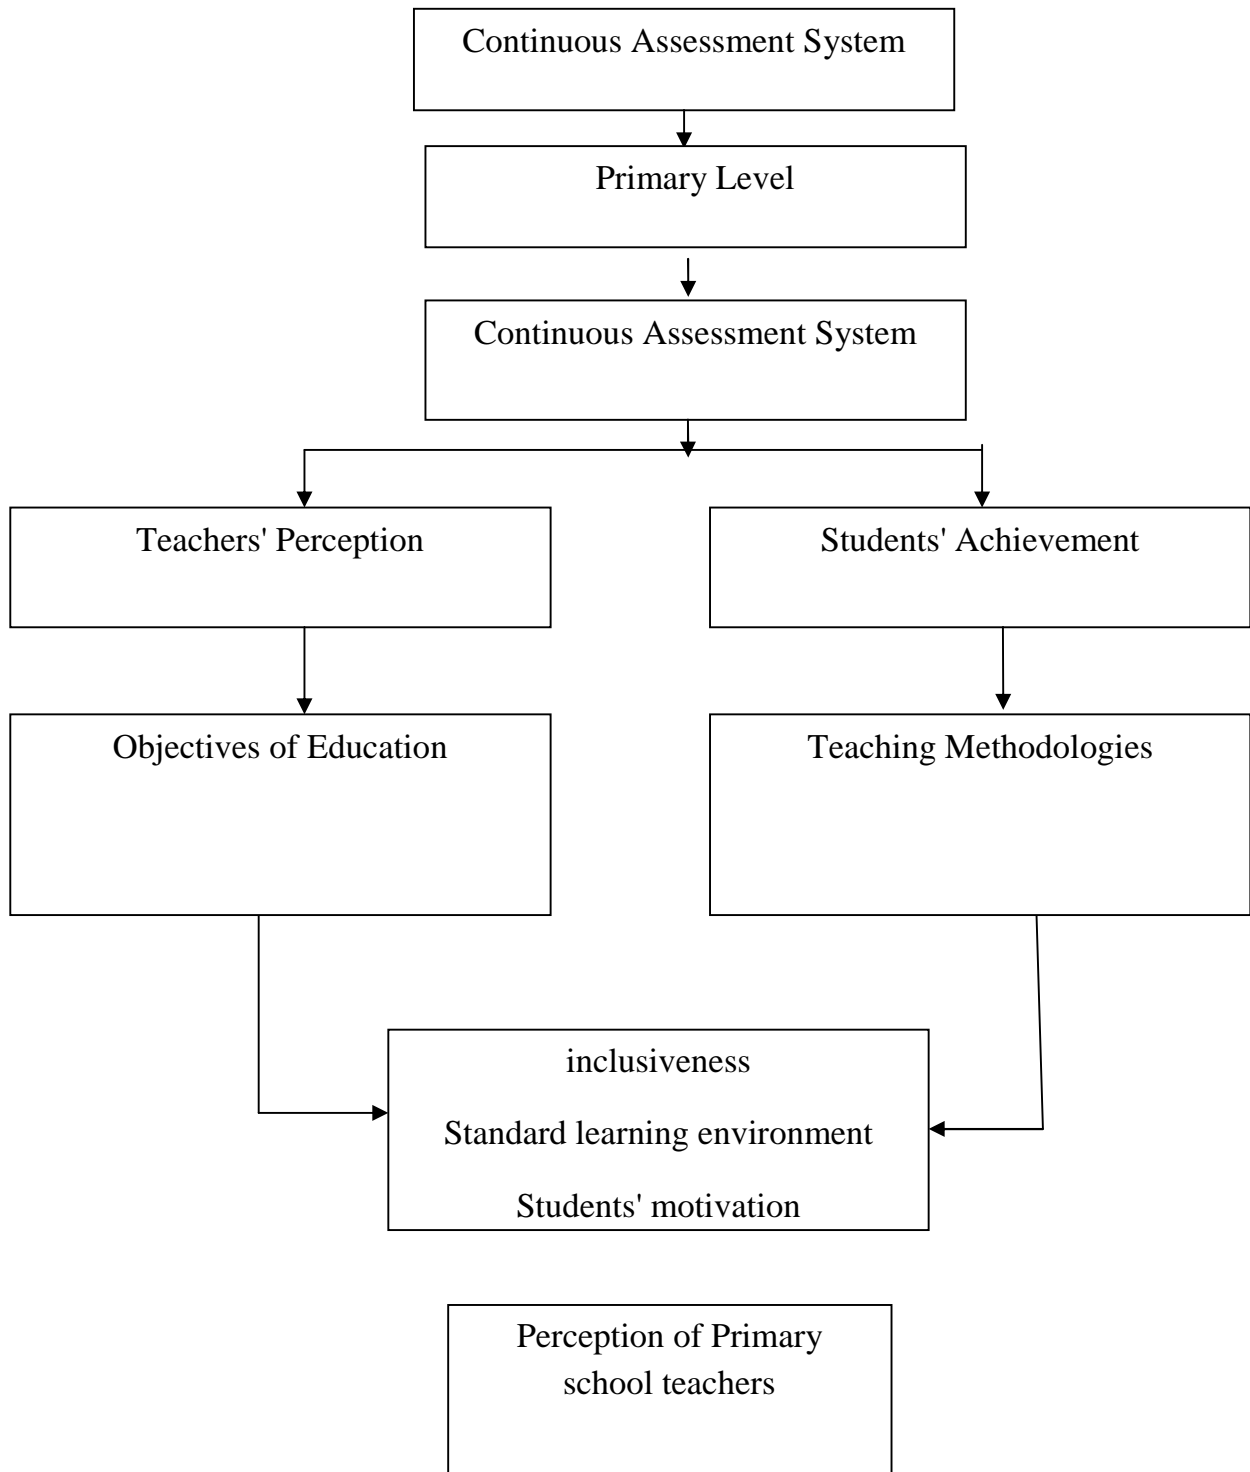 Continuous Assessment System
Primary Level
Continuous Assessment System
Teachers' Perception
Students' Achievement
Objectives of Education
Teaching Methodologies
inclusiveness
Standard learning environment
Students' motivation
Perception of Primary
school teachers